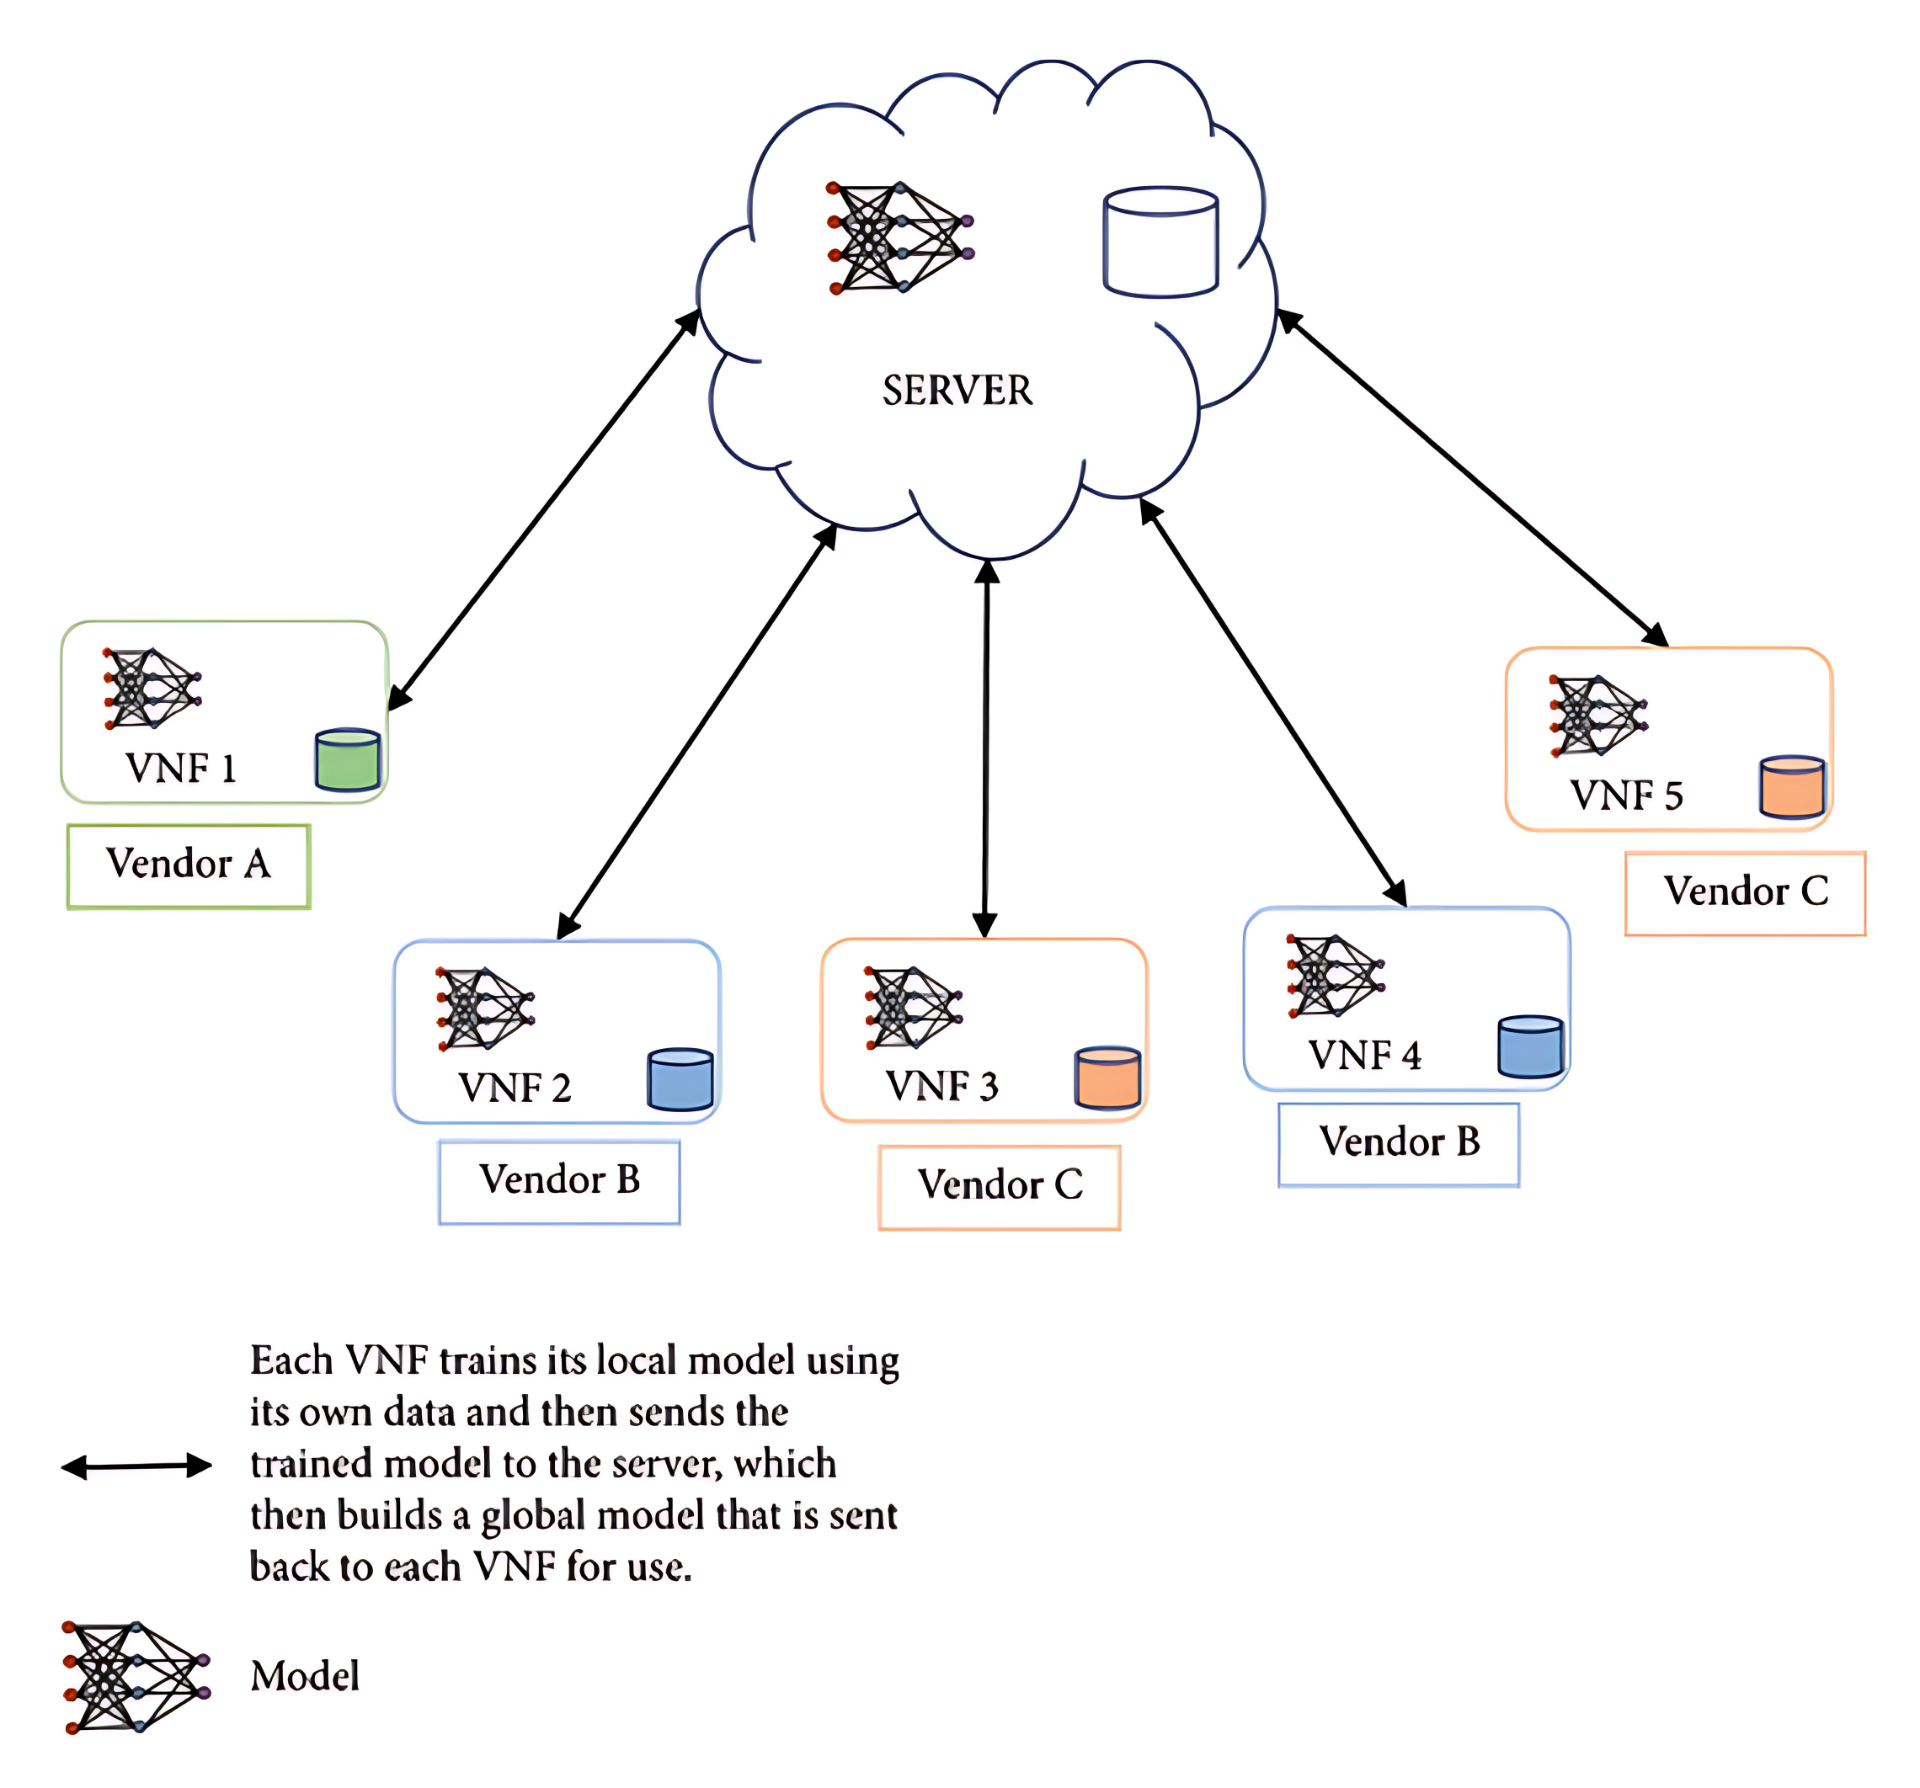 SERVER
VNF 1
Vendor A
VNF 2
Vendor B
VNF 3
Vendor C
VNF 4
Vendor B
VNF 5
Vendor C
Each VNF trains its local model using
its own data and then sends the
trained model to the server, which
then builds a global model that is sent
back to each VNF for use.
Model